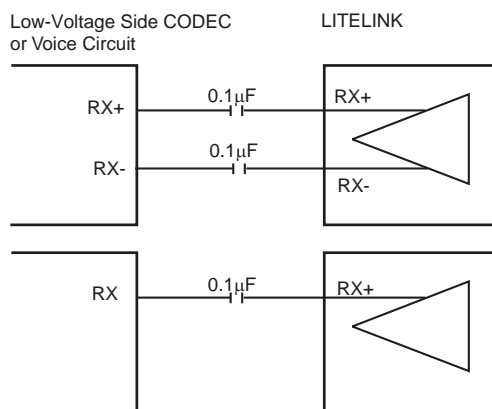 Low-Voltage Side CODEC
or Voice Circuit
LITELINK
0.1μF
RX+
RX+
0.1μF
RX-
RX-
0.1μF
RX
RX+